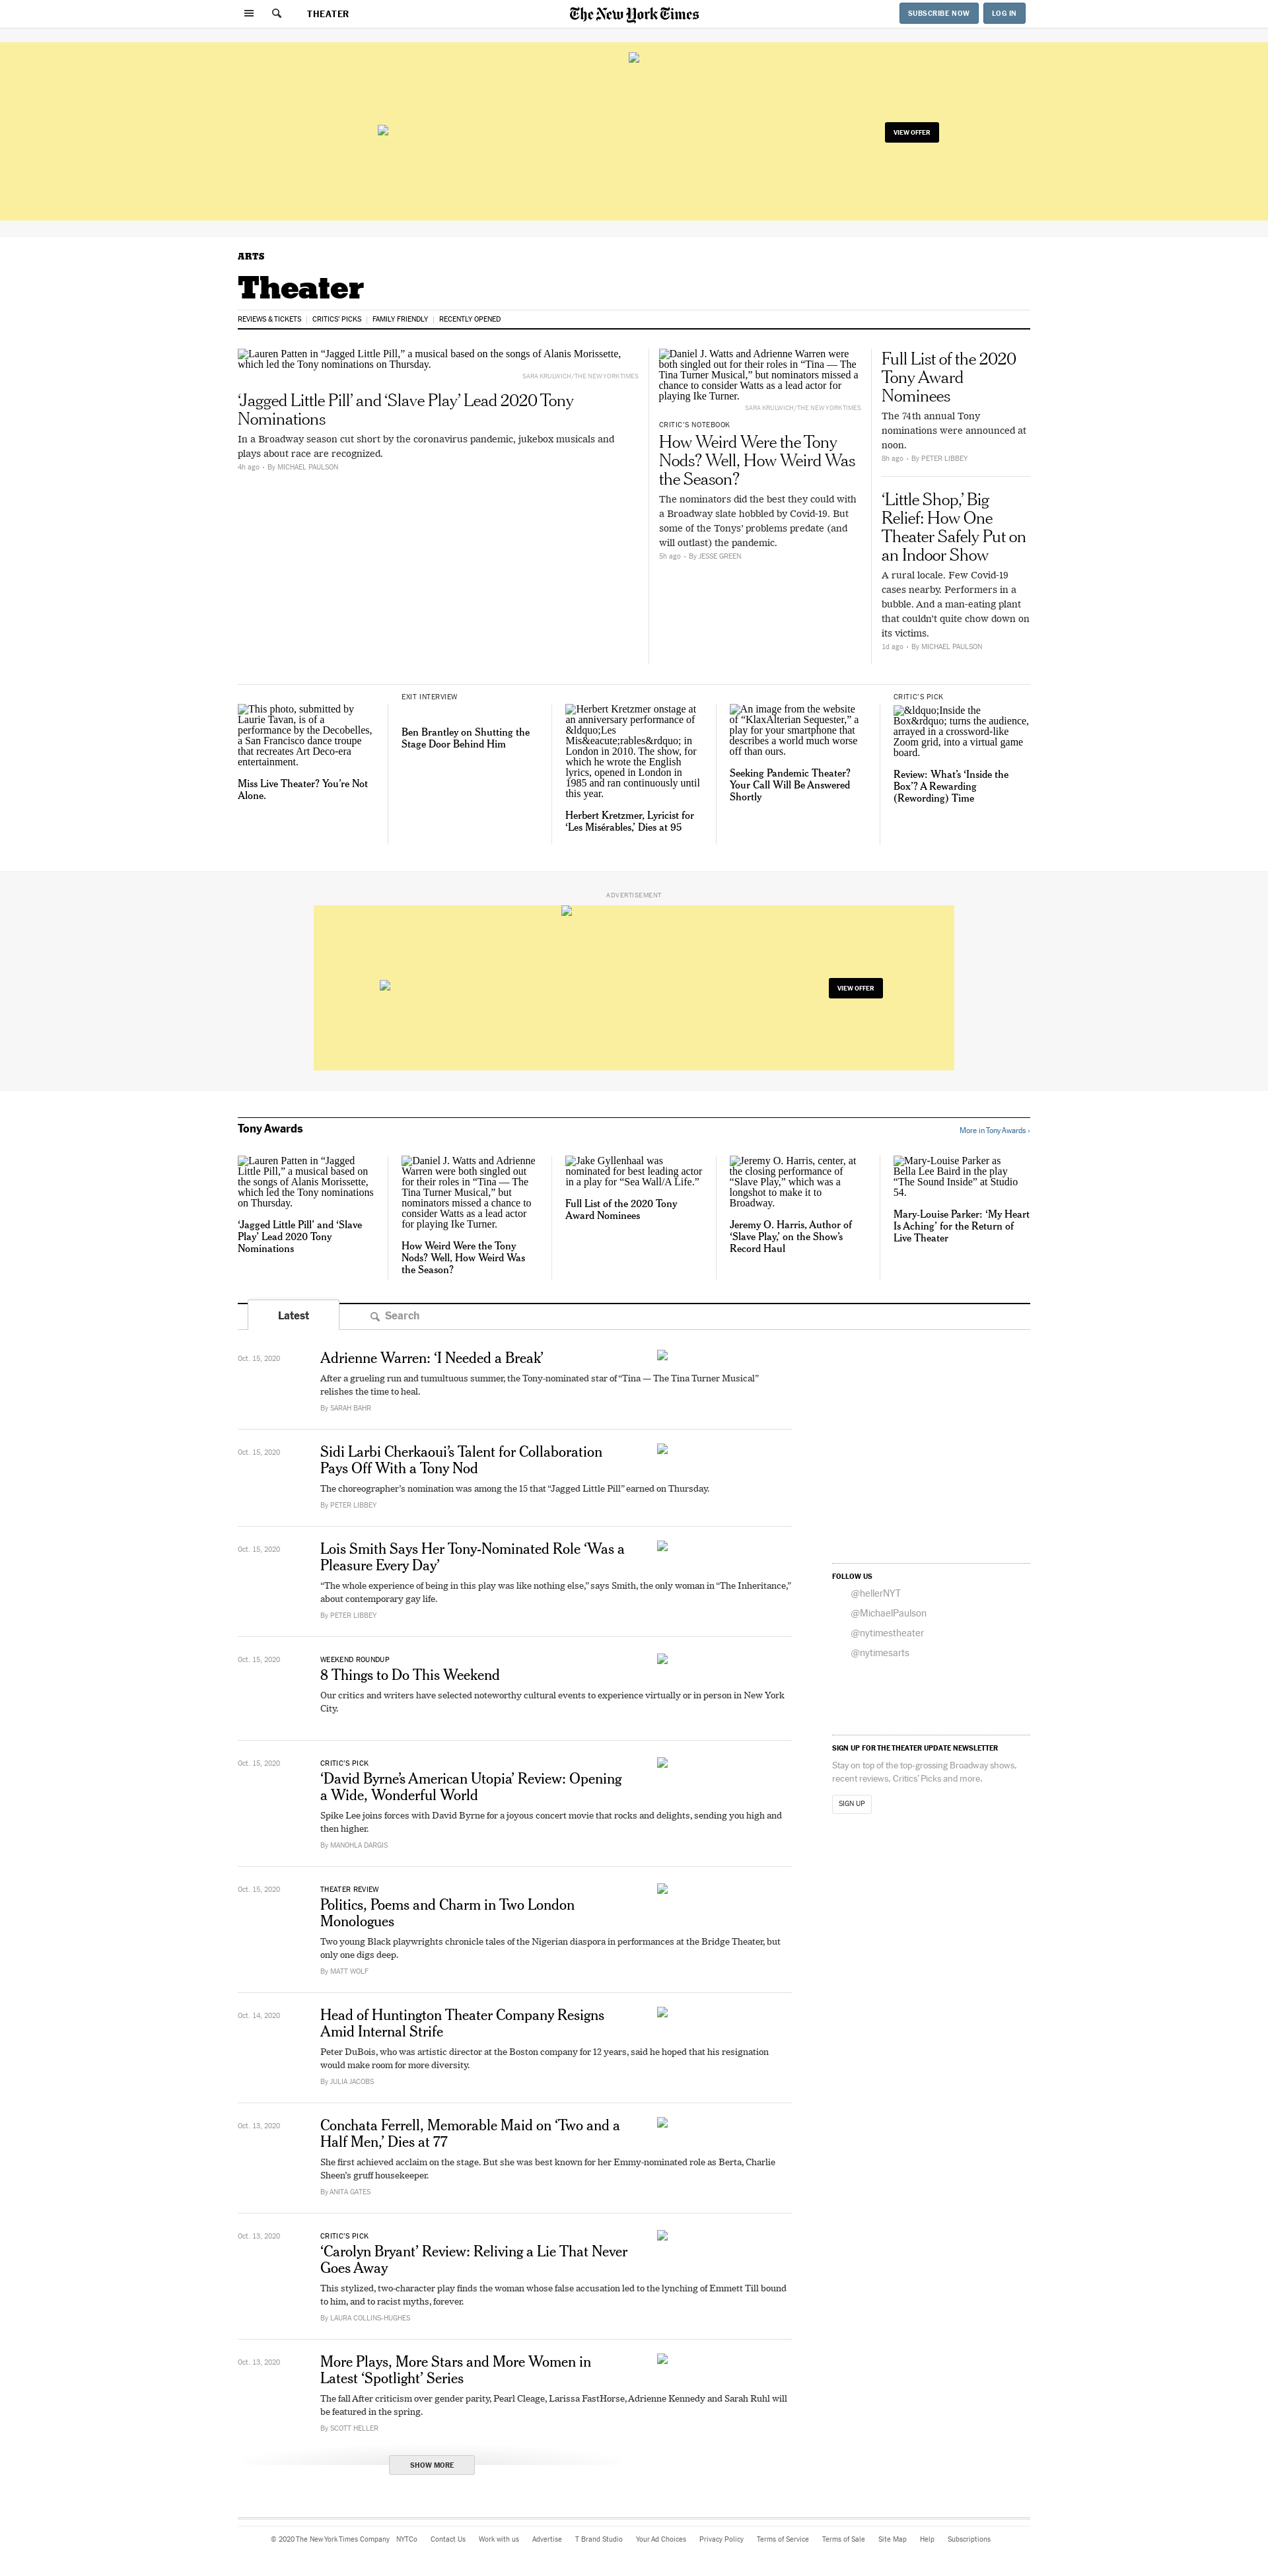 THEATER
The New York Times
SUBSCRIBE NOW
LOG IN
VIEW OFFER
ARTS
Theater
REVIEWS & TICKETS
CRITICS' PICKS
FAMILY FRIENDLY
RECENTLY OPENED
Lauren Patten in “Jagged Little Pill,” a musical based on the songs of Alanis Morissette,
which led the Tony nominations on Thursday.
SARA KRULWICH/THE NEW YORK TIMES
‘Jagged Little Pill’ and ‘Slave Play’ Lead 2020 Tony
Nominations
In a Broadway season cut short by the coronavirus pandemic, jukebox musicals and
plays about race are recognized.
4h ago • By MICHAEL PAULSON
Daniel J. Watts and Adrienne Warren were
both singled out for their roles in “Tina — The
Tina Turner Musical,” but nominators missed a
chance to consider Watts as a lead actor for
playing Ike Turner.
SARA KRULWICH/THE NEW YORK TIMES
CRITIC’S NOTEBOOK
How Weird Were the Tony
Nods? Well, How Weird Was
the Season?
The nominators did the best they could with
a Broadway slate hobbled by Covid-19. But
some of the Tonys’ problems predate (and
will outlast) the pandemic.
5h ago • By JESSE GREEN
Full List of the 2020
Tony Award
Nominees
The 74th annual Tony
nominations were announced at
noon.
8h ago • By PETER LIBBEY
‘Little Shop,’ Big
Relief: How One
Theater Safely Put on
an Indoor Show
A rural locale. Few Covid-19
cases nearby. Performers in a
bubble. And a man-eating plant
that couldn’t quite chow down on
its victims.
1d ago • By MICHAEL PAULSON
This photo, submitted by
Laurie Tavan, is of a
performance by the Decobelles,
a San Francisco dance troupe
that recreates Art Deco-era
entertainment.
Miss Live Theater? You’re Not
Alone.
EXIT INTERVIEW
Ben Brantley on Shutting the
Stage Door Behind Him
Herbert Kretzmer onstage at
an anniversary performance of
&ldquo;Les
Mis&eacute;rables&rdquo; in
London in 2010. The show, for
which he wrote the English
lyrics, opened in London in
1985 and ran continuously until
this year.
Herbert Kretzmer, Lyricist for
‘Les Misérables,’ Dies at 95
An image from the website
of “KlaxAlterian Sequester,” a
play for your smartphone that
describes a world much worse
off than ours.
Seeking Pandemic Theater?
Your Call Will Be Answered
Shortly
CRITIC’S PICK
&ldquo;Inside the
Box&rdquo; turns the audience,
arrayed in a crossword-like
Zoom grid, into a virtual game
board.
Review: What’s ‘Inside the
Box’? A Rewarding
(Rewording) Time
ADVERTISEMENT
VIEW OFFER
Tony Awards
More in Tony Awards ›
Lauren Patten in “Jagged
Little Pill,” a musical based on
the songs of Alanis Morissette,
which led the Tony nominations
on Thursday.
‘Jagged Little Pill’ and ‘Slave
Play’ Lead 2020 Tony
Nominations
Daniel J. Watts and Adrienne
Warren were both singled out
for their roles in “Tina — The
Tina Turner Musical,” but
nominators missed a chance to
consider Watts as a lead actor
for playing Ike Turner.
How Weird Were the Tony
Nods? Well, How Weird Was
the Season?
Jake Gyllenhaal was
nominated for best leading actor
in a play for “Sea Wall/A Life.”
Full List of the 2020 Tony
Award Nominees
Jeremy O. Harris, center, at
the closing performance of
“Slave Play,” which was a
longshot to make it to
Broadway.
Jeremy O. Harris, Author of
‘Slave Play,’ on the Show’s
Record Haul
Mary-Louise Parker as
Bella Lee Baird in the play
“The Sound Inside” at Studio
54.
Mary-Louise Parker: ‘My Heart
Is Aching’ for the Return of
Live Theater
Latest
Search
Oct. 15, 2020
Adrienne Warren: ‘I Needed a Break’
After a grueling run and tumultuous summer, the Tony-nominated star of “Tina — The Tina Turner Musical”
relishes the time to heal.
By SARAH BAHR
Oct. 15, 2020
Sidi Larbi Cherkaoui’s Talent for Collaboration
Pays Off With a Tony Nod
The choreographer’s nomination was among the 15 that “Jagged Little Pill” earned on Thursday.
By PETER LIBBEY
Oct. 15, 2020
Lois Smith Says Her Tony-Nominated Role ‘Was a
Pleasure Every Day’
“The whole experience of being in this play was like nothing else,” says Smith, the only woman in “The Inheritance,”
about contemporary gay life.
By PETER LIBBEY
Oct. 15, 2020
WEEKEND ROUNDUP
8 Things to Do This Weekend
Our critics and writers have selected noteworthy cultural events to experience virtually or in person in New York
City.
Oct. 15, 2020
CRITIC’S PICK
‘David Byrne’s American Utopia’ Review: Opening
a Wide, Wonderful World
Spike Lee joins forces with David Byrne for a joyous concert movie that rocks and delights, sending you high and
then higher.
By MANOHLA DARGIS
Oct. 15, 2020
THEATER REVIEW
Politics, Poems and Charm in Two London
Monologues
Two young Black playwrights chronicle tales of the Nigerian diaspora in performances at the Bridge Theater, but
only one digs deep.
By MATT WOLF
Oct. 14, 2020
Head of Huntington Theater Company Resigns
Amid Internal Strife
Peter DuBois, who was artistic director at the Boston company for 12 years, said he hoped that his resignation
would make room for more diversity.
By JULIA JACOBS
Oct. 13, 2020
Conchata Ferrell, Memorable Maid on ‘Two and a
Half Men,’ Dies at 77
She first achieved acclaim on the stage. But she was best known for her Emmy-nominated role as Berta, Charlie
Sheen’s gruff housekeeper.
By ANITA GATES
Oct. 13, 2020
CRITIC’S PICK
‘Carolyn Bryant’ Review: Reliving a Lie That Never
Goes Away
This stylized, two-character play finds the woman whose false accusation led to the lynching of Emmett Till bound
to him, and to racist myths, forever.
By LAURA COLLINS-HUGHES
Oct. 13, 2020
More Plays, More Stars and More Women in
Latest ‘Spotlight’ Series
The fall After criticism over gender parity, Pearl Cleage, Larissa FastHorse, Adrienne Kennedy and Sarah Ruhl will
be featured in the spring.
By SCOTT HELLER
SHOW MORE
FOLLOW US
@hellerNYT
@MichaelPaulson
@nytimestheater
@nytimesarts
SIGN UP FOR THE THEATER UPDATE NEWSLETTER
Stay on top of the top-grossing Broadway shows,
recent reviews, Critics’ Picks and more.
SIGN UP
© 2020 The New York Times Company
NYTCo
Contact Us
Work with us
Advertise
T Brand Studio
Your Ad Choices
Privacy Policy
Terms of Service
Terms of Sale
Site Map
Help
Subscriptions